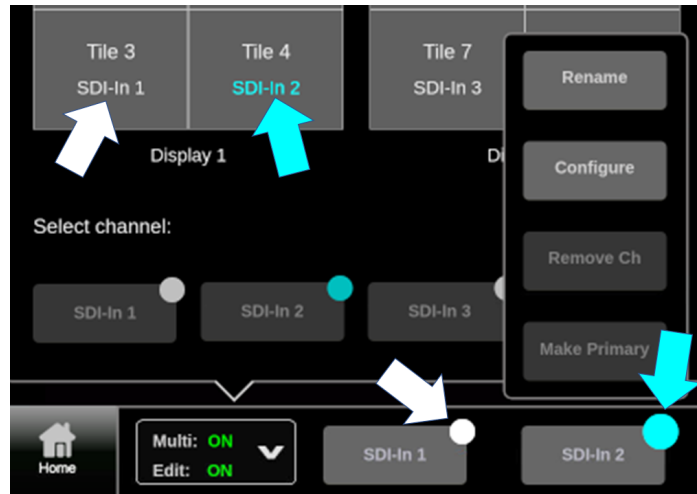 Tile 3
Tile 4
Tile 7
SDI-In 1
SDI-In 2
SDI-In 3
Rename
Display 1
Di
Configure
Select channel:
Remove Ch
SDI-In 1
SDI-In 2
SDI-In 3
Make Primary
Home
Multi: ON
Edit: ON
SDI-In 1
SDI-In 2